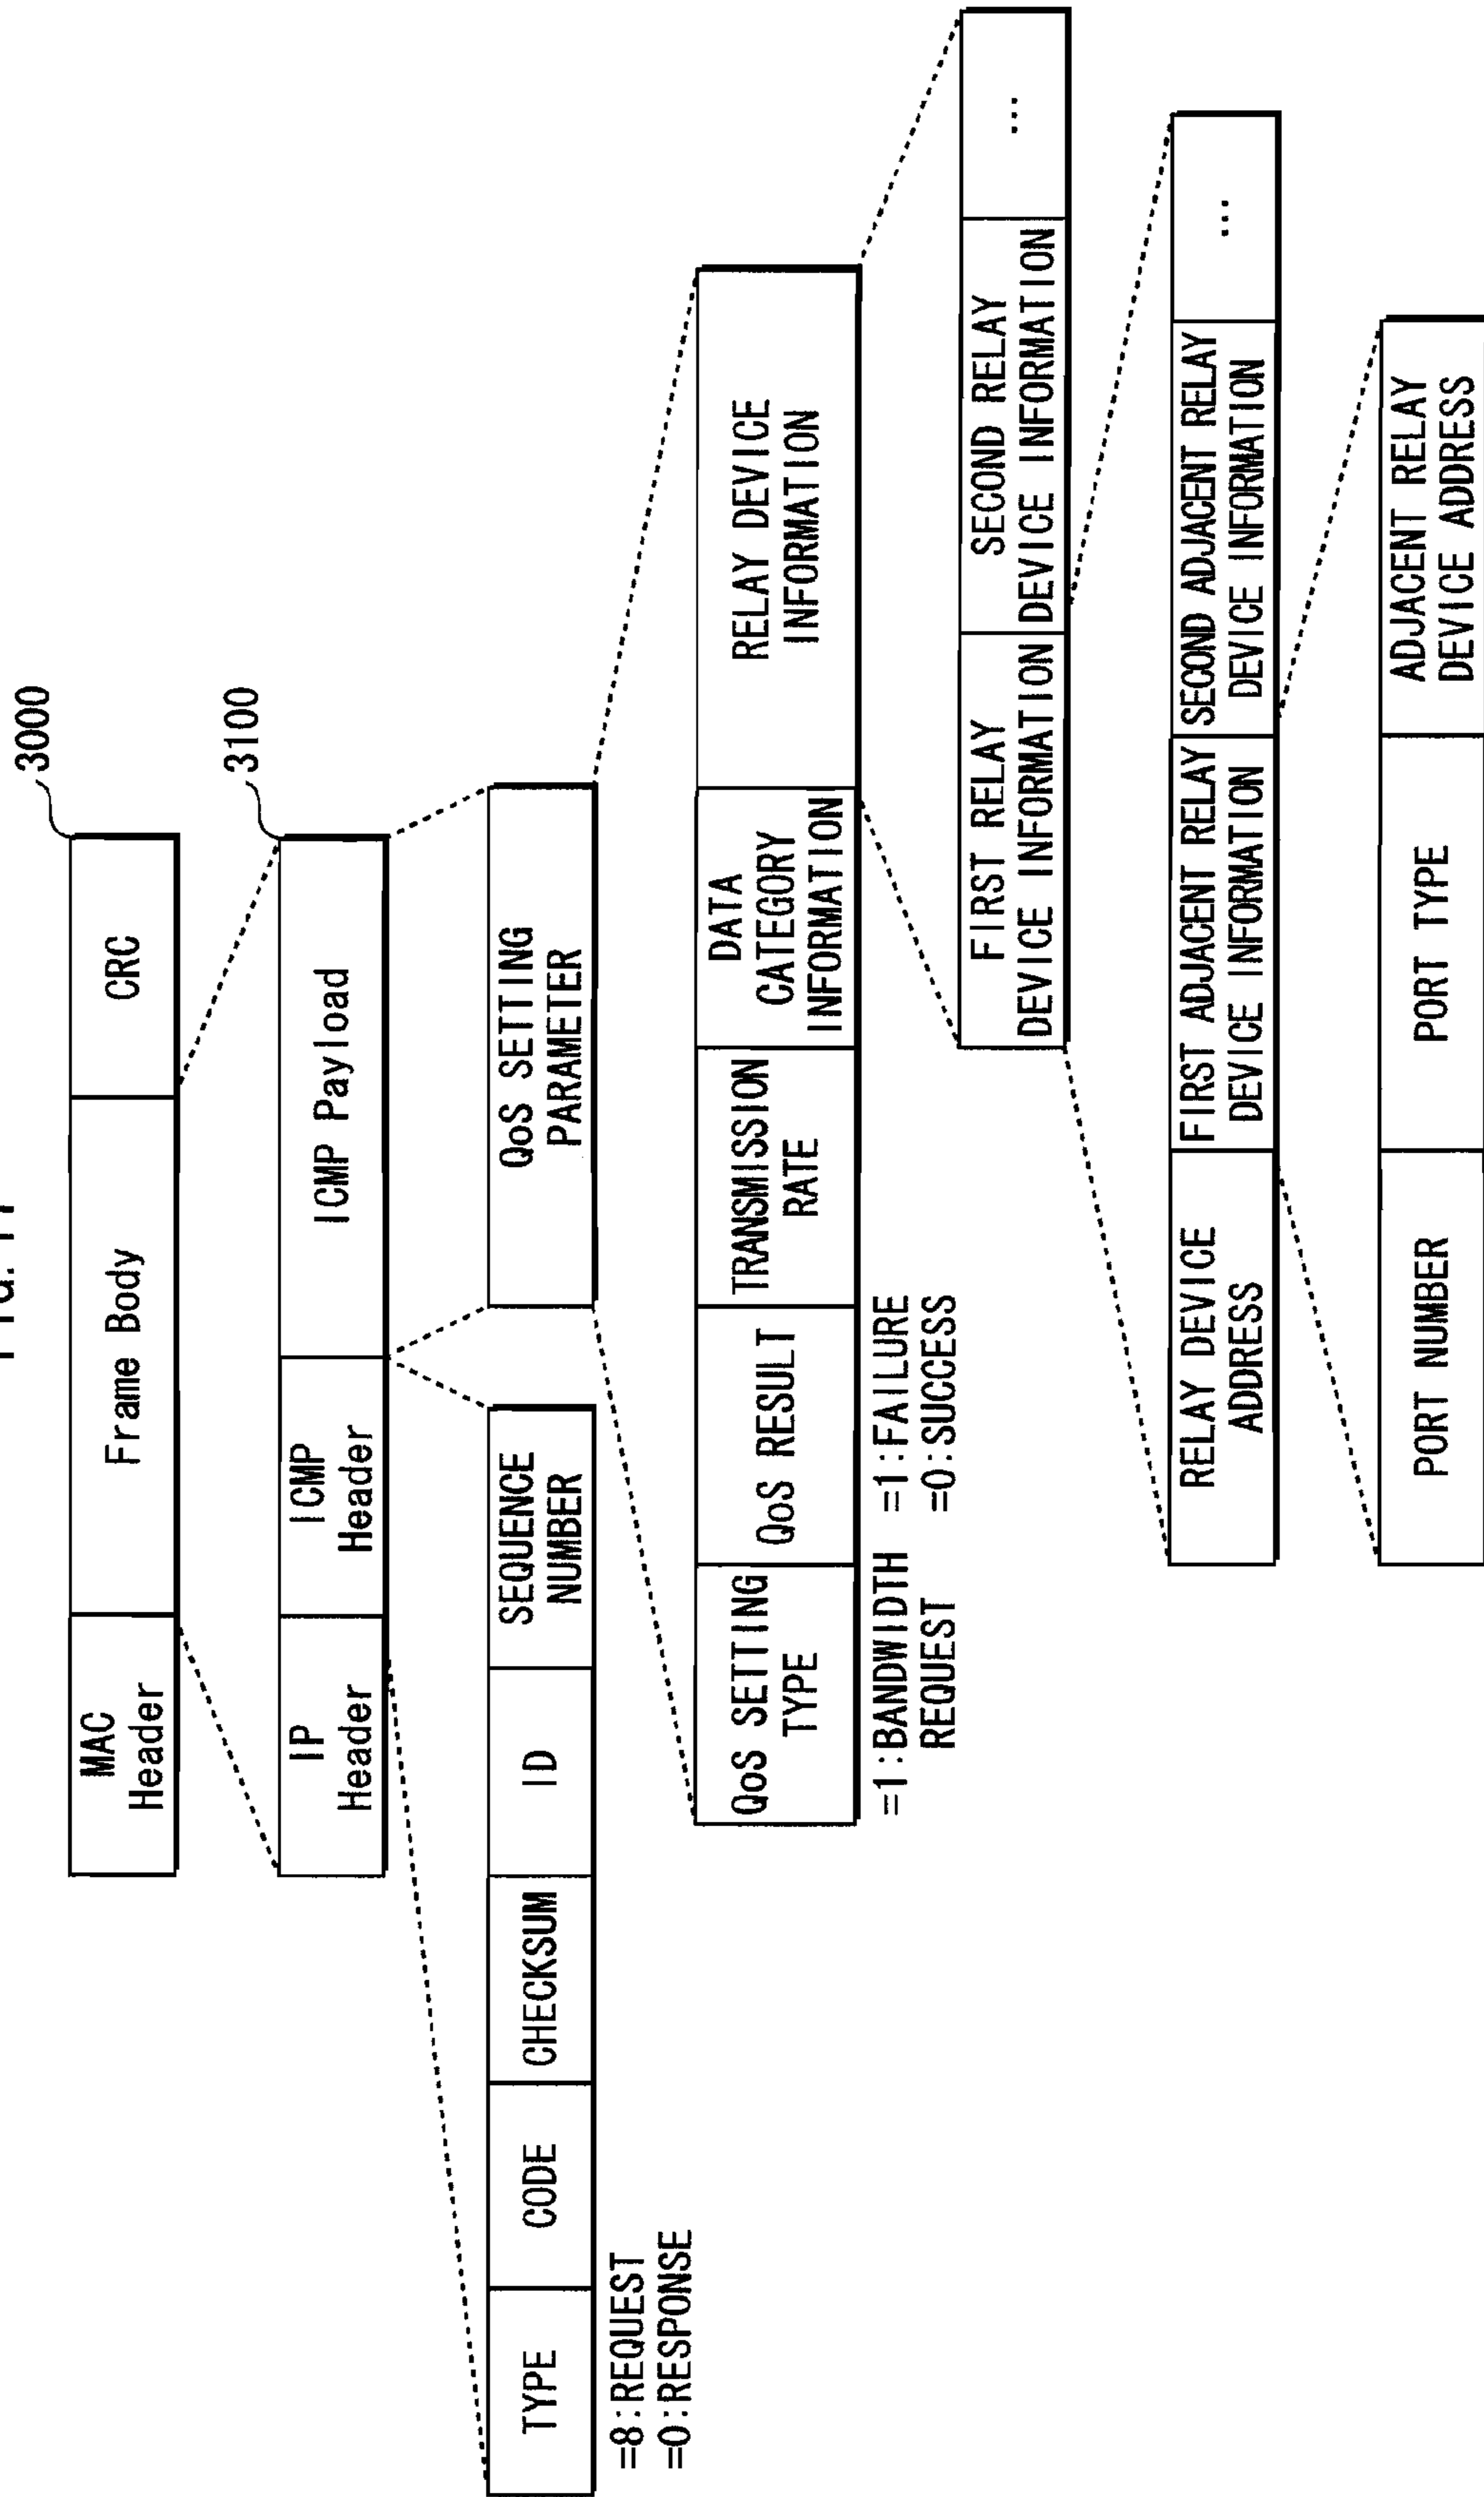 3000
MAC
Header
Frame Body
CRC
3100
IP
Header
ICMP
Header
ICMP Payload
TYPE
CODE
CHECKSUM
ID
SEQUENCE
NUMBER
QoS SETTING
PARAMETER
=8:REQUEST
=0:RESPONSE
QoS SETTING
TYPE
QoS RESULT
TRANSMISSION
RATE
DATA
CATEGORY
INFORMATION
RELAY DEVICE
INFORMATION
=1:BANDWIDTH
REQUEST
=1:FAILURE
=0:SUCCESS
FIRST RELAY
DEVICE INFORMATION
SECOND RELAY
DEVICE INFORMATION
...
RELAY DEVICE
ADDRESS
FIRST ADJACENT RELAY
DEVICE INFORMATION
SECOND ADJACENT RELAY
DEVICE INFORMATION
...
PORT NUMBER
PORT TYPE
ADJACENT RELAY
DEVICE ADDRESS